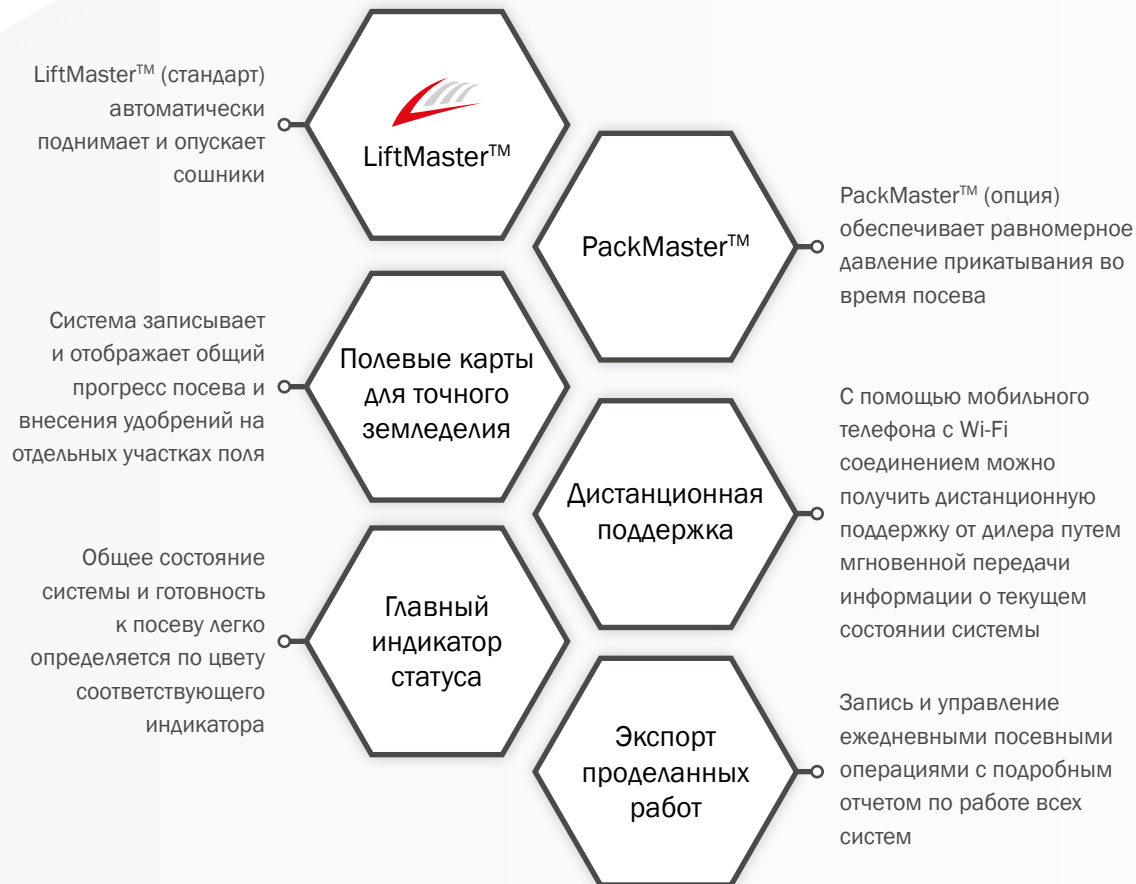 LiftMaster™ (стандарт)
автоматически
поднимает и опускает
сошники
LiftMaster™
PackMaster™
PackMaster™ (опция)
обеспечивает равномерное
давление прикатывания во
время посева
Система записывает
и отображает общий
прогресс посева и
внесения удобрений на
отдельных участках поля
Полевые карты
для точного
земледелия
Дистанционная
поддержка
С помощью мобильного
телефона с Wi-Fi
соединением можно
получить дистанционную
поддержку от дилера путем
мгновенной передачи
информации о текущем
состоянии системы
Общее состояние
системы и готовность
к посеву легко
определяется по цвету
соответствующего
индикатора
Главный
индикатор
статуса
Экспорт
проделанных
работ
Запись и управление
ежедневными посевными
операциями с подробным
отчетом по работе всех
систем